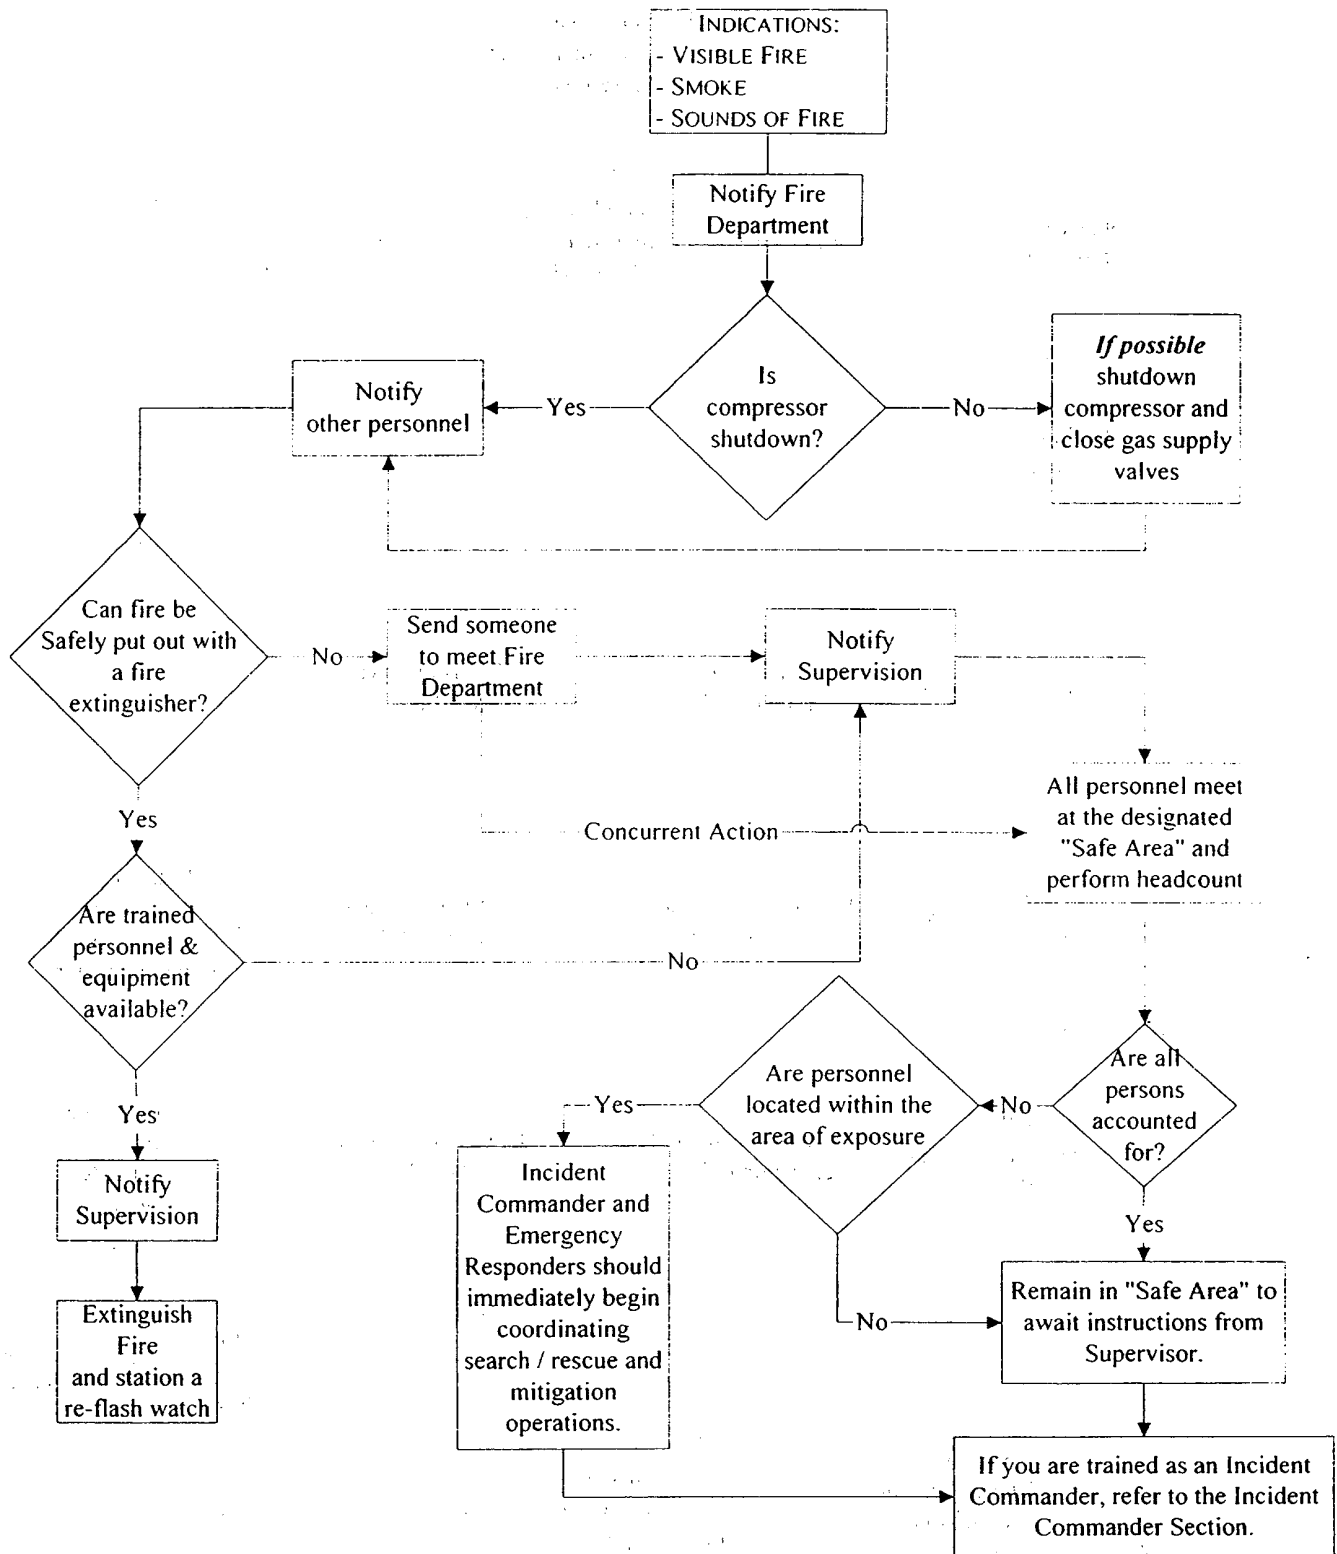 INDICATIONS:
- VISIBLE FIRE
- SMOKE
- SOUNDS OF FIRE
Notify Fire
Department
Is
compressor
shutdown?
Yes
No
Notify
other personnel
If possible
shutdown
compressor and
close gas supply
valves
Can fire be
Safely put out with
a fire
extinguisher?
No
Send someone
to meet Fire
Department
Notify
Supervision
Yes
Concurrent Action
All personnel meet
at the designated
"Safe Area" and
perform headcount
Are trained
personnel &
equipment
available?
No
Yes
Are personnel
located within the
area of exposure
Yes
No
Are all
persons
accounted
for?
Yes
Notify
Supervision
Extinguish
Fire
and station a
re-flash watch
Incident
Commander and
Emergency
Responders should
immediately begin
coordinating
search / rescue and
mitigation
operations.
No
Remain in "Safe Area" to
await instructions from
Supervisor.
If you are trained as an Incident
Commander, refer to the Incident
Commander Section.